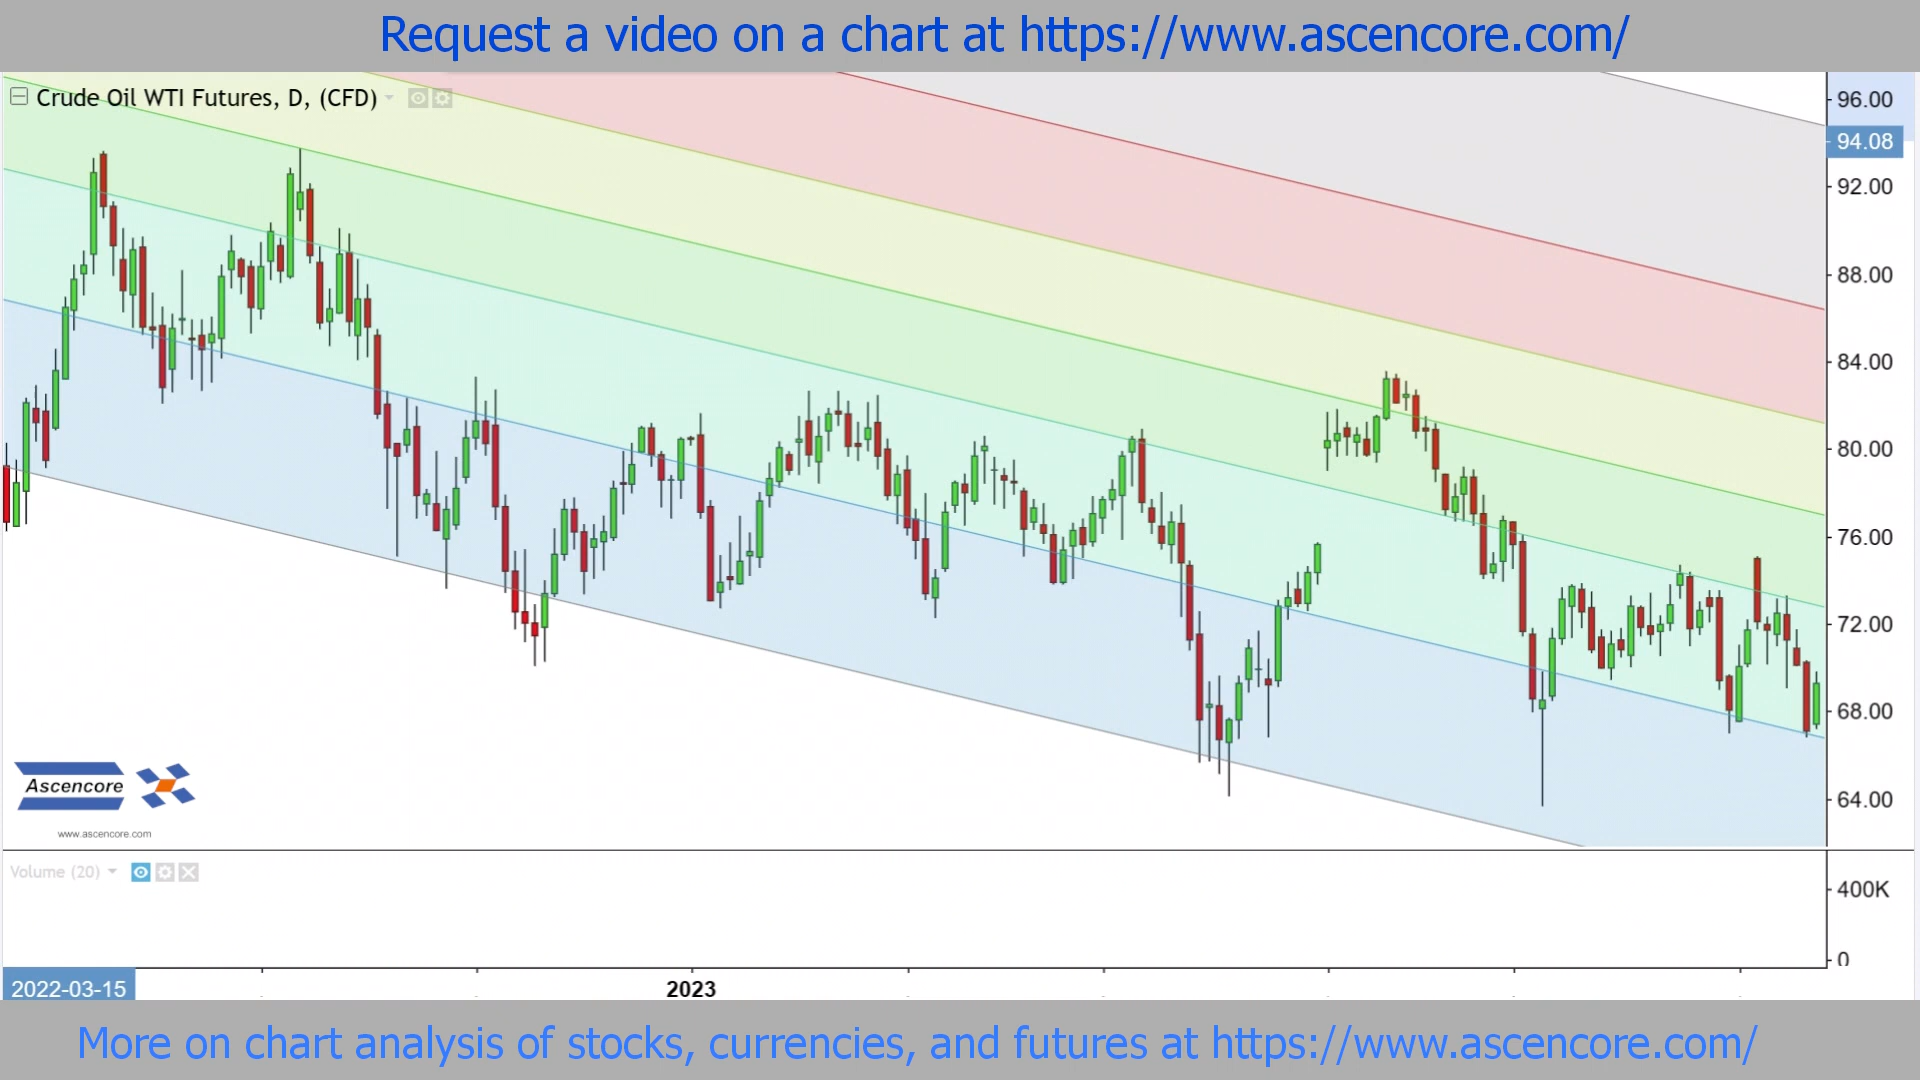 Request a video on a chart at https://www.ascencore.com/
Crude Oil WTI Futures, D, (CFD)
96.00
94.08
92.00
88.00
84.00
80.00
76.00
72.00
68.00
64.00
Ascencore
www.ascencore.com
Volume (20)
400K
0
2022-03-15
2023
More on chart analysis of stocks, currencies, and futures at https://www.ascencore.com/